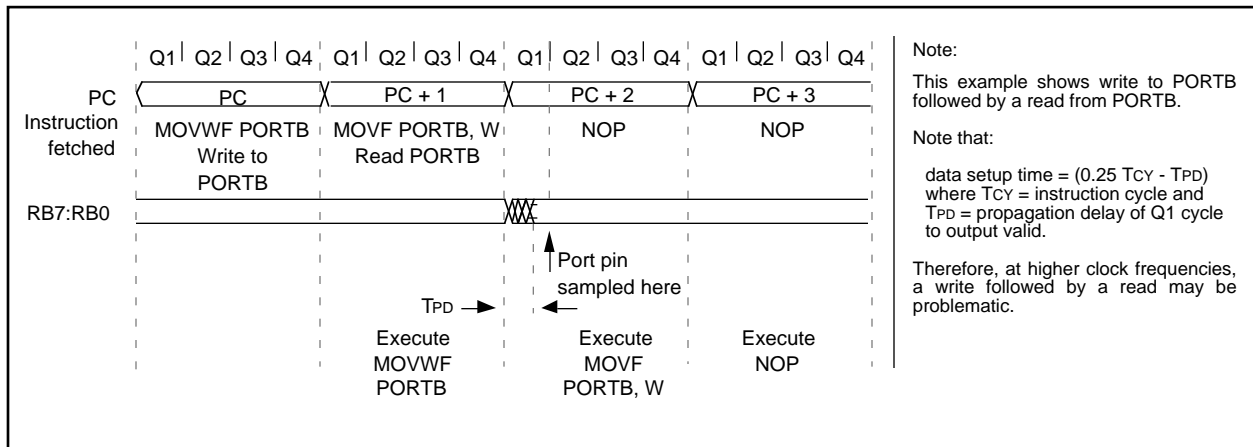 Q1 Q2 Q3 Q4 Q1 Q2 Q3 Q4 Q1 Q2 Q3 Q4 Q1 Q2 Q3 Q4
PC PC PC + 1 PC + 2 PC + 3
Instruction
fetched
MOVWF PORTB
Write to
PORTB
MOVF PORTB, W
Read PORTB
NOP
NOP
RB7:RB0
Port pin
sampled here
TPD
Execute
MOVWF
PORTB
Execute
MOVF
PORTB, W
Execute
NOP
Note:
This example shows write to PORTB
followed by a read from PORTB.
Note that:
data setup time = (0.25 TCY - TPD)
where TCY = instruction cycle and
TPD = propagation delay of Q1 cycle
to output valid.
Therefore, at higher clock frequencies,
a write followed by a read may be
problematic.